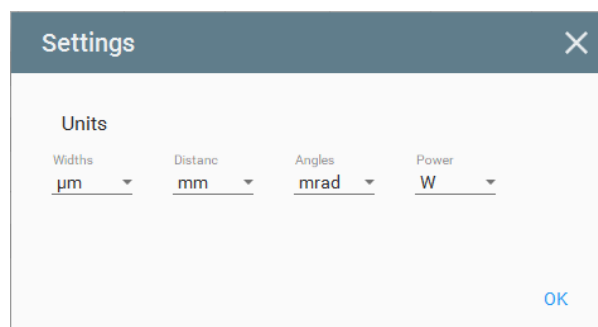 Settings
Units
Widths Distanc Angles Power
µm mm mrad W
OK